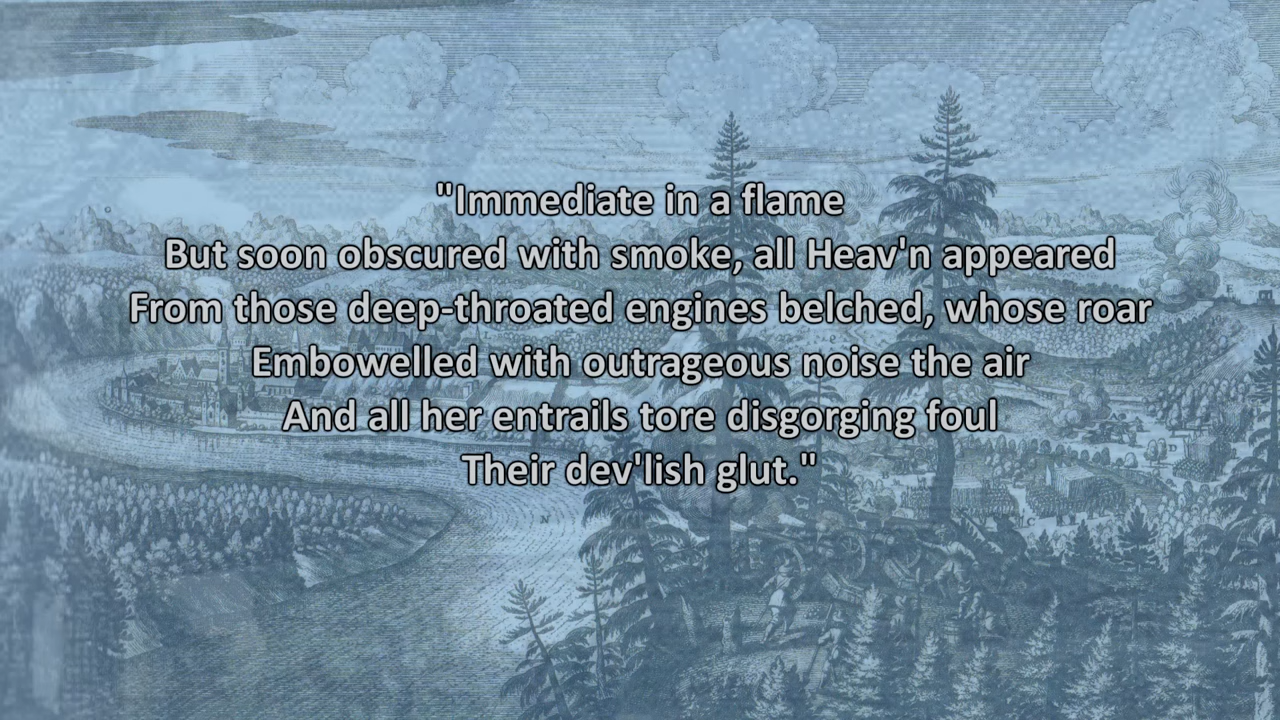 "Immediate in a flame
But soon obscured with smoke, all Heav'n appeared
From those deep-throated engines belched, whose roar
Embowelled with outrageous noise the air
And all her entrails tore disgorging foul
Their dev'lish glut."